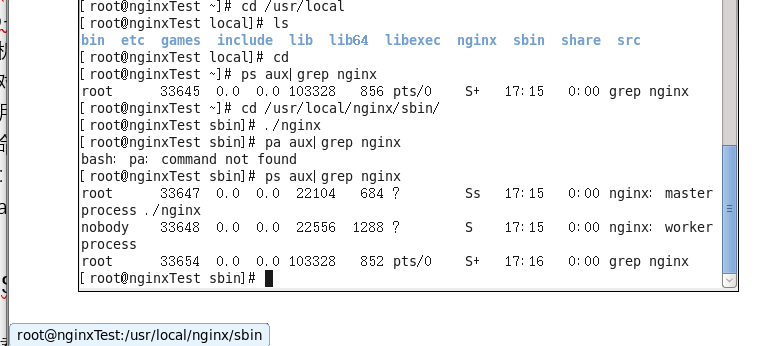 [root@nginxTest ~]# cd /usr/local
[root@nginxTest local]# ls
bin etc games include lib lib64 libexec nginx sbin share src
[root@nginxTest local]# cd
[root@nginxTest ~]# ps aux|grep nginx
root 33645 0.0 0.0 103328 856 pts/0 S+ 17:15 0:00 grep nginx
[root@nginxTest ~]# cd /usr/local/nginx/sbin/
[root@nginxTest sbin]# ./nginx
[root@nginxTest sbin]# pa aux|grep nginx
bash: pa: command not found
[root@nginxTest sbin]# ps aux|grep nginx
root 33647 0.0 0.0 22104 684 ? Ss 17:15 0:00 nginx: master
process ./nginx
nobody 33648 0.0 0.0 22556 1288 ? S 17:15 0:00 nginx: worker
process
root 33654 0.0 0.0 103328 852 pts/0 S+ 17:16 0:00 grep nginx
[root@nginxTest sbin]#
root@nginxTest:/usr/local/nginx/sbin